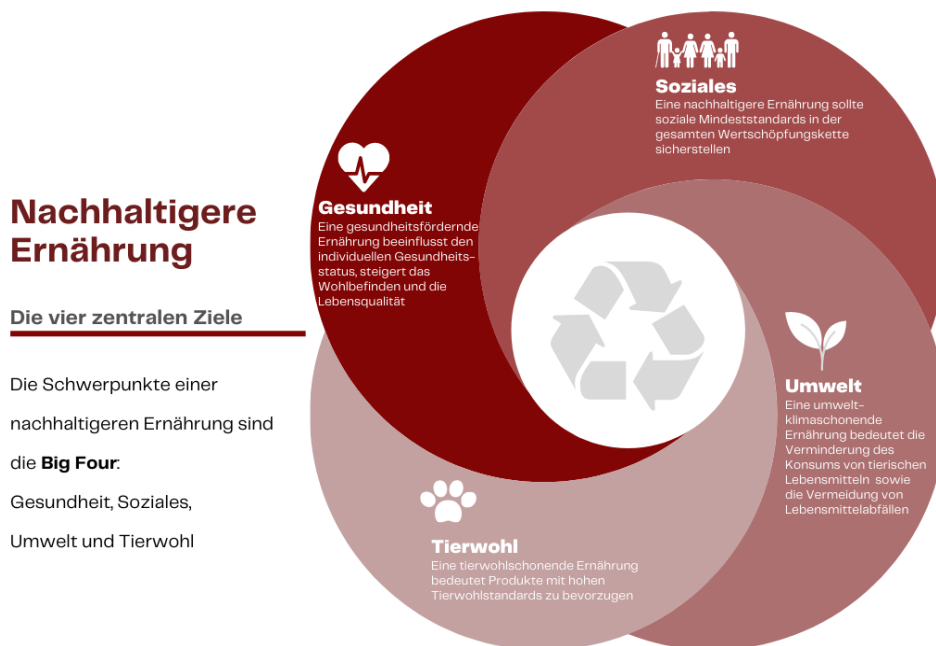 Nachhaltigere
Ernährung
Die vier zentralen Ziele
Die Schwerpunkte einer
nachhaltigeren Ernährung sind
die Big Four:
Gesundheit, Soziales,
Umwelt und Tierwohl
Gesundheit
Eine gesundheitsfördernde
Ernährung beeinflusst den
individuellen Gesundheits-
status, steigert das
Wohlbefinden und die
Lebensqualität
Soziales
Eine nachhaltigere Ernährung sollte
soziale Mindeststandards in der
gesamten Wertschöpfungskette
sicherstellen
Umwelt
Eine umwelt-
klimaschonende
Ernährung bedeutet die
Verminderung des
Konsums von tierischen
Lebensmitteln sowie
die Vermeidung von
Lebensmittelabfällen
Tierwohl
Eine tierwohlschonende Ernährung
bedeutet Produkte mit hohen
Tierwohlstandards zu bevorzugen